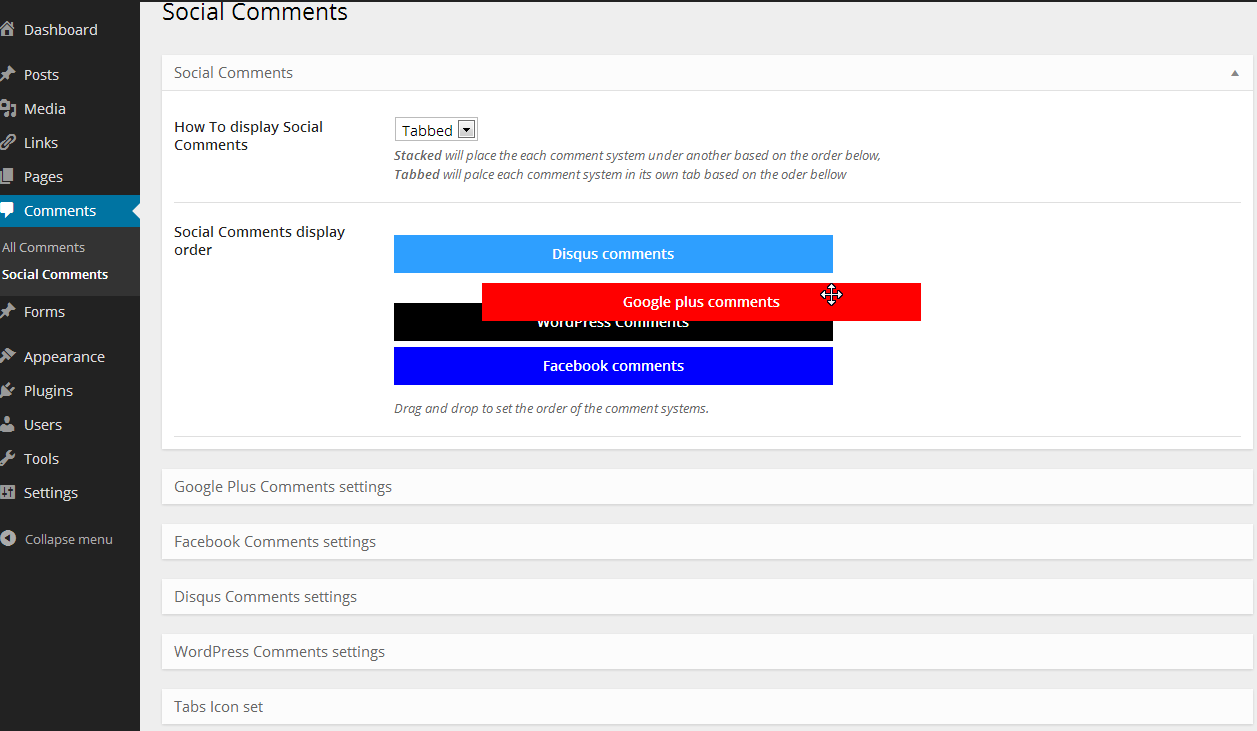 Social Comments
Dashboard
Posts
Media
Links
Pages
Comments
All Comments
Social Comments
Forms
Appearance
Plugins
Users
Tools
Settings
Collapse menu
Social Comments
How To display Social
Comments
Tabbed
Stacked will place the each comment system under another based on the order below,
Tabbed will palce each comment system in its own tab based on the oder bellow
Social Comments display
order
Disqus comments
Google plus comments
WordPress Comments
Facebook comments
Drag and drop to set the order of the comment systems.
Google Plus Comments settings
Facebook Comments settings
Disqus Comments settings
WordPress Comments settings
Tabs Icon set